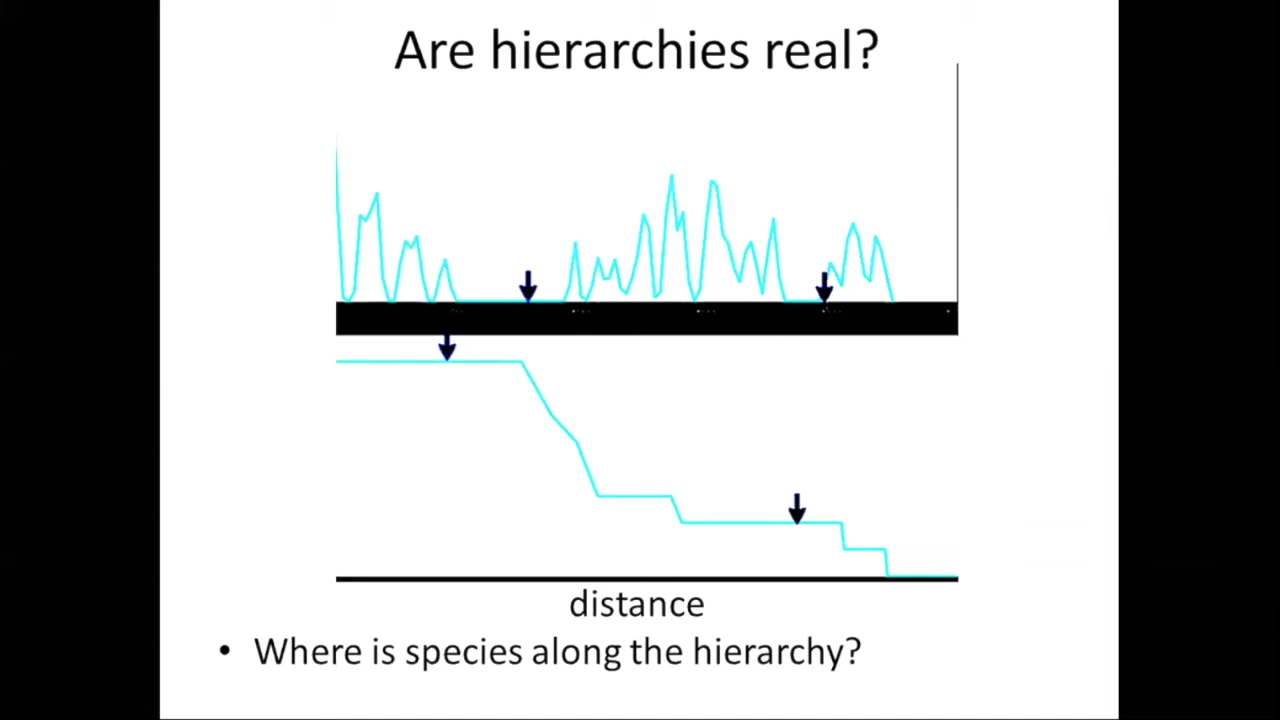 Are hierarchies real?
distance
• Where is species along the hierarchy?